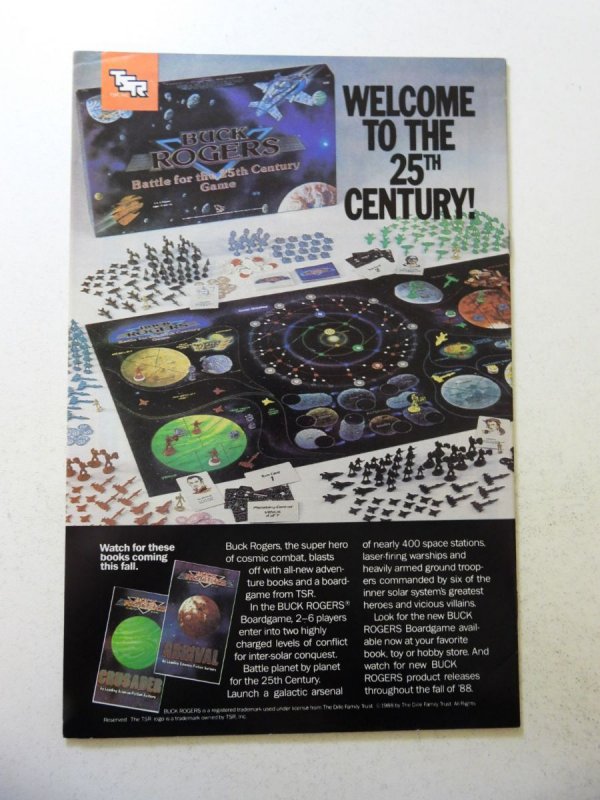 TSR
BUCK
ROGERS
Battle for the 25th Century
Game
WELCOME
TO THE
25TH
CENTURY!
BUCK
ROGERS
Watch for these
books coming
this fall.
CRUSADER
ARRIVAL
Buck Rogers, the super hero
of cosmic combat, blasts
off with all-new adven-
ture books and a board-
game from TSR.
In the BUCK ROGERS®
Boardgame, 2–6 players
enter into two highly
charged levels of conflict
for inter-solar conquest.
Battle planet by planet
for the 25th Century.
Launch a galactic arsenal
of nearly 400 space stations,
laser-firing warships and
heavily armed ground troop-
ers commanded by six of the
inner solar system's greatest
heroes and vicious villains.
Look for the new BUCK
ROGERS Boardgame avail-
able now at your favorite
book, toy or hobby store. And
watch for new BUCK
ROGERS product releases
throughout the fall of '88.
BUCK ROGERS is a registered trademark used under license from The Dille Family Trust. © 1988 by The Dille Family Trust. All Rights
Reserved. The TSR logo is a trademark owned by TSR, Inc.